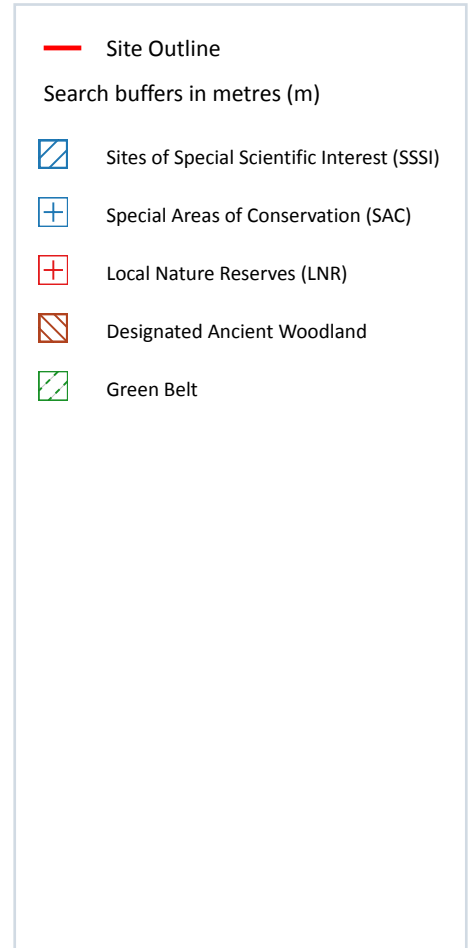 Site Outline
Search buffers in metres (m)
Sites of Special Scientific Interest (SSSI)
Special Areas of Conservation (SAC)
Local Nature Reserves (LNR)
Designated Ancient Woodland
Green Belt